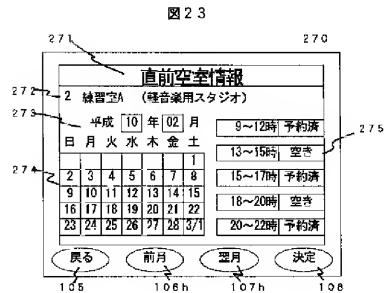 図23
271
270
直前空室情報
272
2 練習室A (軽音楽用スタジオ)
273
平成 10 年 02 月
日 月 火 水 木 金 土
1
2 3 4 5 6 7 8
9 10 11 12 13 14 15
16 17 18 19 20 21 22
23 24 25 26 27 28 3/1
274
9~12時 予約済
13~15時 空き
15~17時 予約済
18~20時 空き
20~22時 予約済
275
戻る 前月 翌月 決定
105 106h 107h 108